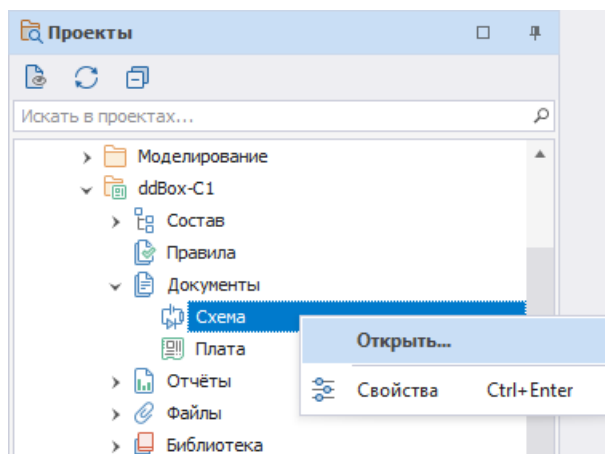 Проекты
Искать в проектах...
Моделирование
ddBox-C1
Состав
Правила
Документы
Схема
Открыть...
Плата
Отчёты
Свойства Ctrl+Enter
Файлы
Библиотека